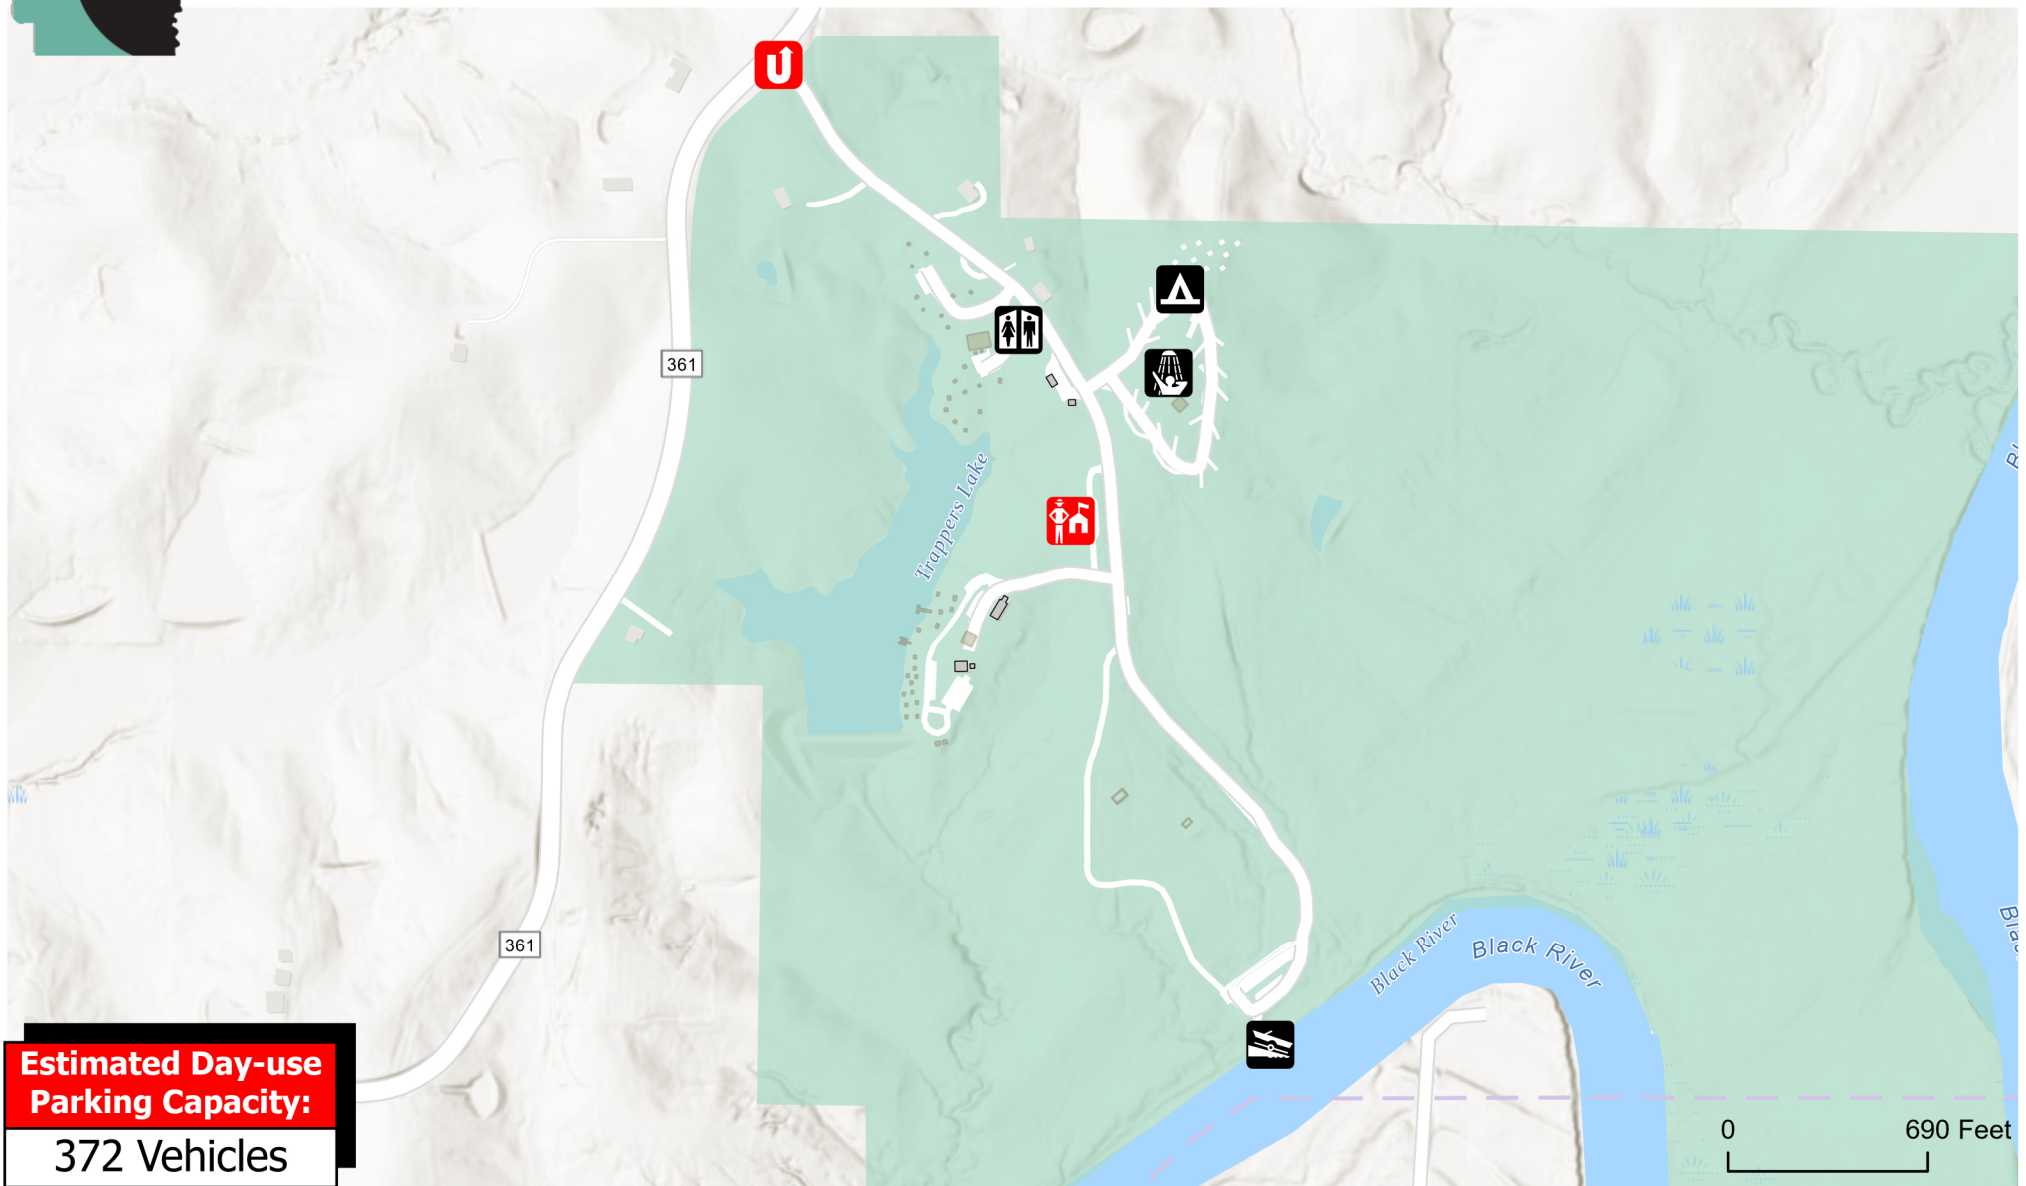 U
361
Trappers Lake
361
Black River
Black River
Estimated Day-use
Parking Capacity:
372 Vehicles
0
690 Feet